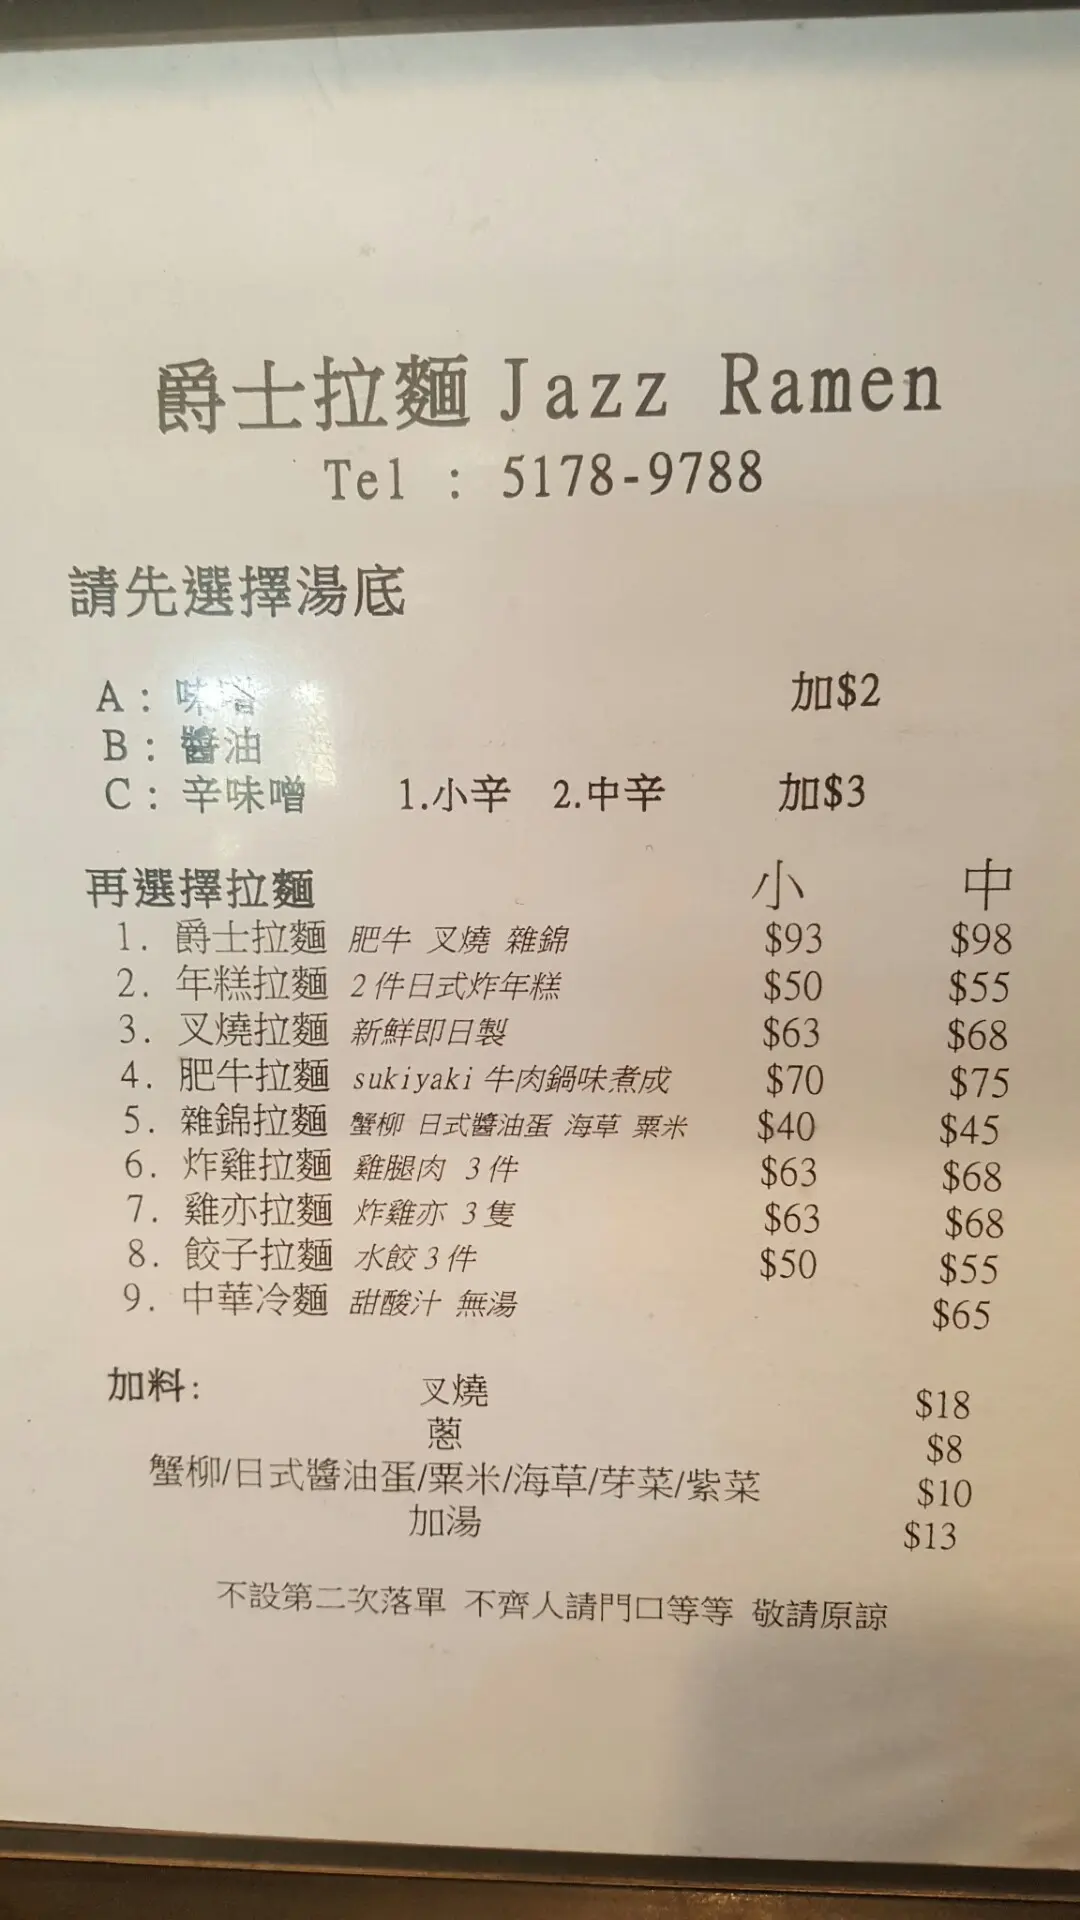 爵士拉麵 Jazz Ramen
Tel : 5178-9788
請先選擇湯底
A: 味噌 加$2
B: 醬油
C: 辛味噌 1.小辛 2.中辛 加$3
再選擇拉麵 小 中
1. 爵士拉麵 肥牛 叉燒 雜錦 $93 $98
2. 年糕拉麵 2件日式炸年糕 $50 $55
3. 叉燒拉麵 新鮮即日製 $63 $68
4. 肥牛拉麵 sukiyaki牛肉鍋味煮成 $70 $75
5. 雜錦拉麵 蟹柳 日式醬油蛋 海草 粟米 $40 $45
6. 炸雞拉麵 雞腿肉 3件 $63 $68
7. 雞亦拉麵 炸雞亦 3隻 $63 $68
8. 餃子拉麵 水餃3件 $50 $55
9. 中華冷麵 甜酸汁 無湯 $65
加料: 叉燒 $18
蔥 $8
蟹柳/日式醬油蛋/粟米/海草/芽菜/紫菜 $10
加湯 $13
不設第二次落單 不齊人請門口等等 敬請原諒